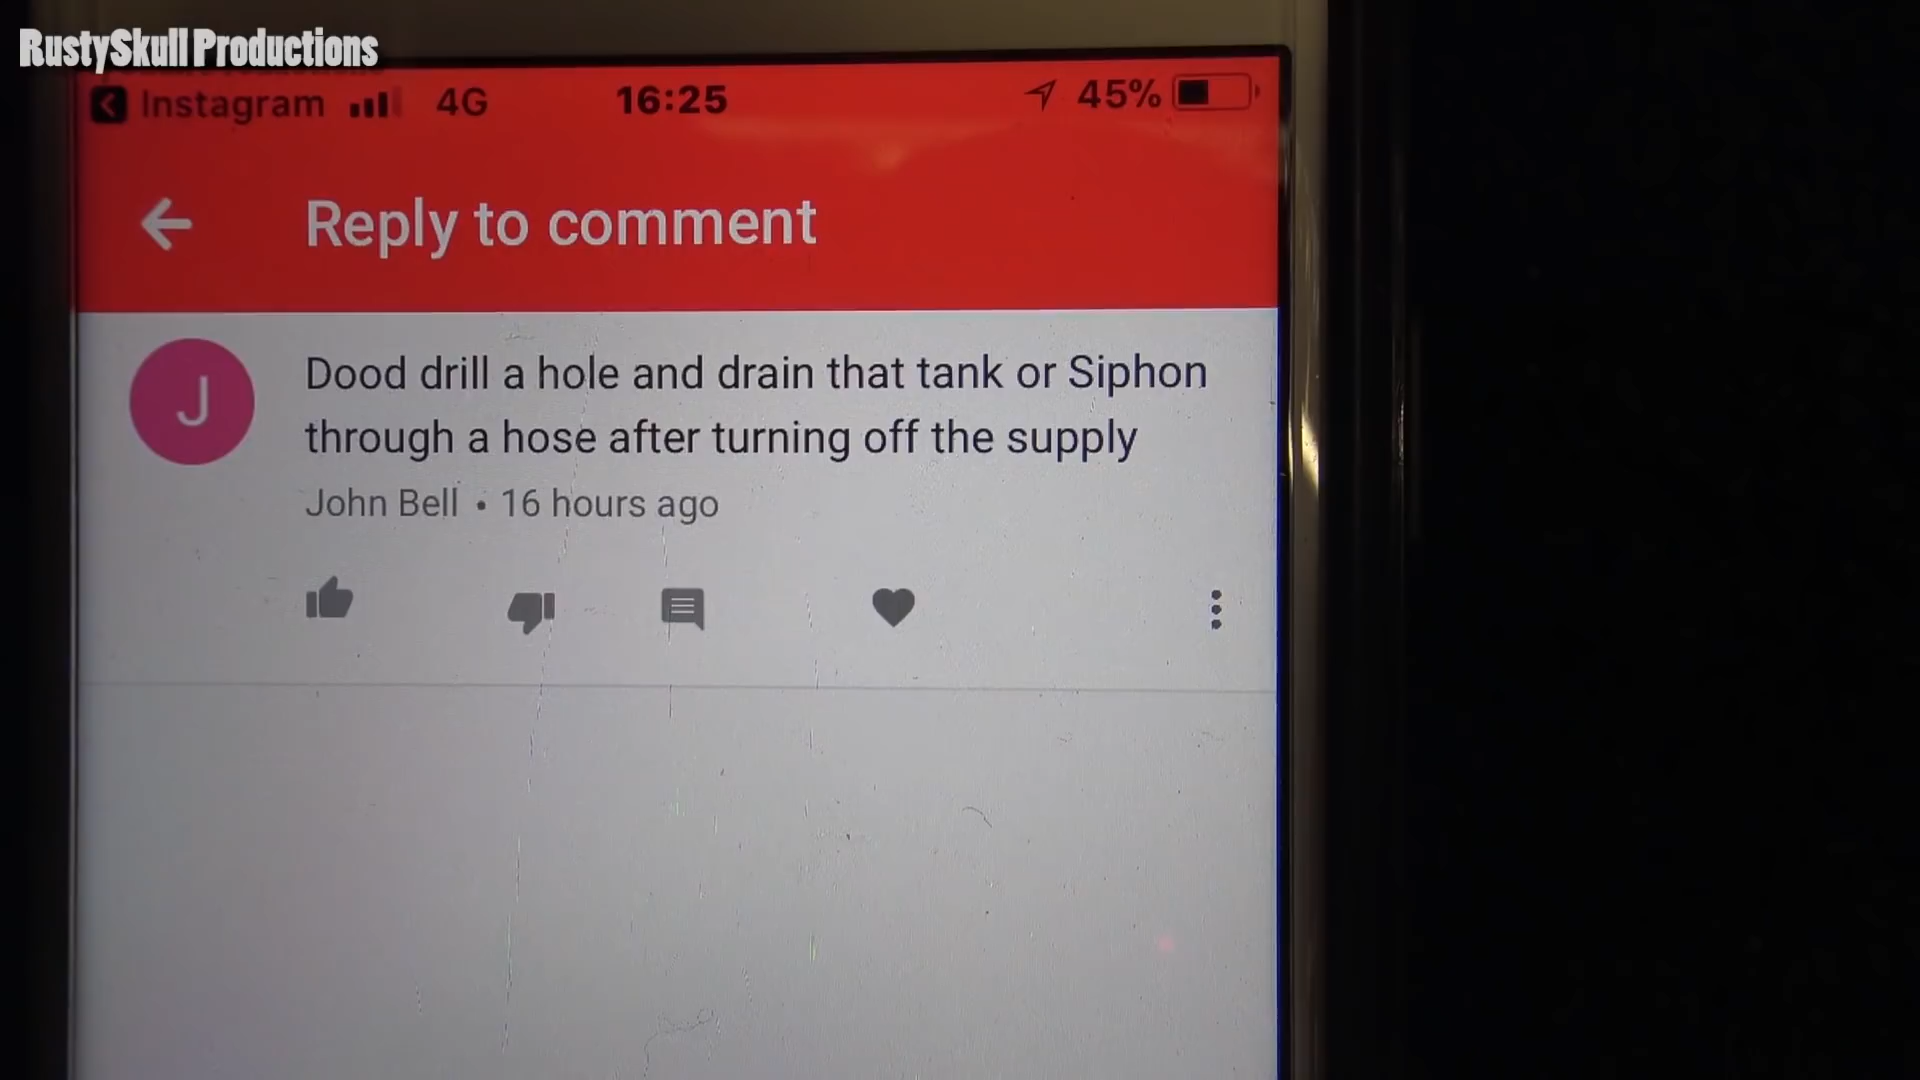 RustySkull Productions
Instagram 4G 16:25 45%
Reply to comment
J
Dood drill a hole and drain that tank or Siphon
through a hose after turning off the supply
John Bell • 16 hours ago